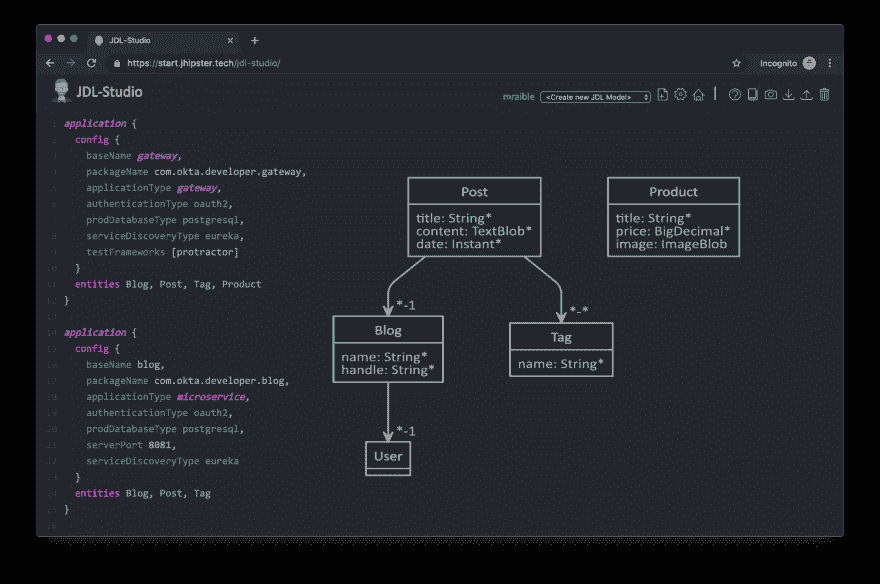 JDL-Studio
https://start.jhipster.tech/jdl-studio/
Incognito
JDL-Studio
mraible
<Create new JDL Model>
1 application {
2 config {
3 baseName gateway,
4 packageName com.okta.developer.gateway,
5 applicationType gateway,
6 authenticationType oauth2,
7 prodDatabaseType postgresql,
8 serviceDiscoveryType eureka,
9 testFrameworks [protractor]
10 }
11 entities Blog, Post, Tag, Product
12 }
13
14 application {
15 config {
16 baseName blog,
17 packageName com.okta.developer.blog,
18 applicationType microservice,
19 authenticationType oauth2,
20 prodDatabaseType postgresql,
21 serverPort 8081,
22 serviceDiscoveryType eureka
23 }
24 entities Blog, Post, Tag
25 }
26
Post
title: String*
content: TextBlob*
date: Instant*
Product
title: String*
price: BigDecimal*
image: ImageBlob
*-1
*-*
Blog
name: String*
handle: String*
Tag
name: String*
*-1
User